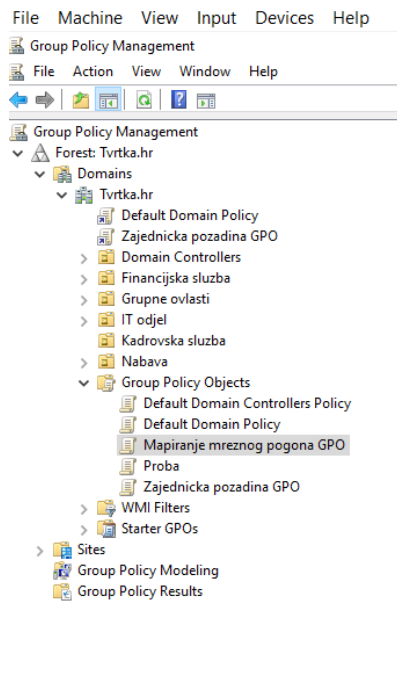 File Machine View Input Devices Help
Group Policy Management
File Action View Window Help
Group Policy Management
Forest: Tvrtka.hr
Domains
Tvrtka.hr
Default Domain Policy
Zajednicka pozadina GPO
Domain Controllers
Financijska sluzba
Grupne ovlasti
IT odjel
Kadrovska sluzba
Nabava
Group Policy Objects
Default Domain Controllers Policy
Default Domain Policy
Mapiranje mreznog pogona GPO
Proba
Zajednicka pozadina GPO
WMI Filters
Starter GPOs
Sites
Group Policy Modeling
Group Policy Results